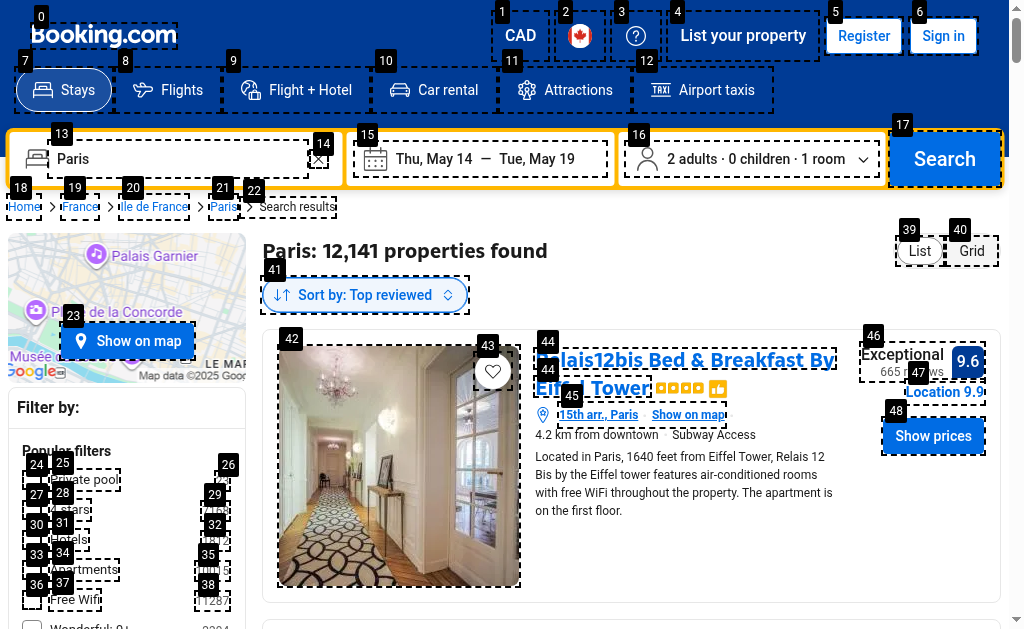 0
1
2
3
4
5
6
Booking.com
CAD
List your property
Register
Sign in
7
8
9
10
11
12
Stays
Flights
Flight + Hotel
Car rental
Attractions
Airport taxis
13
14
15
16
17
Paris
Thu, May 14 — Tue, May 19
2 adults · 0 children · 1 room
Search
18
19
20
21
22
Home
France
Ile de France
Paris
Search results
39
40
Paris: 12,141 properties found
List
Grid
41
Sort by: Top reviewed
Palais Garnier
Place de la Concorde
23
Show on map
Musée
LE MAR
Google
Map data ©2025 Goog
Filter by:
Popular filters
24
25
26
Private pool
27
28
29
4 stars
30
31
32
Hotels
33
34
35
Apartments
36
37
38
Free Wifi
11287
Wonderful: 9+
42
43
44
Relais12bis Bed & Breakfast By
44
Eiffel Tower
45
15th arr., Paris
Show on map
4.2 km from downtown
Subway Access
Located in Paris, 1640 feet from Eiffel Tower, Relais 12
Bis by the Eiffel tower features air-conditioned rooms
with free WiFi throughout the property. The apartment is
on the first floor.
46
Exceptional
9.6
665
47
Location 9.9
48
Show prices